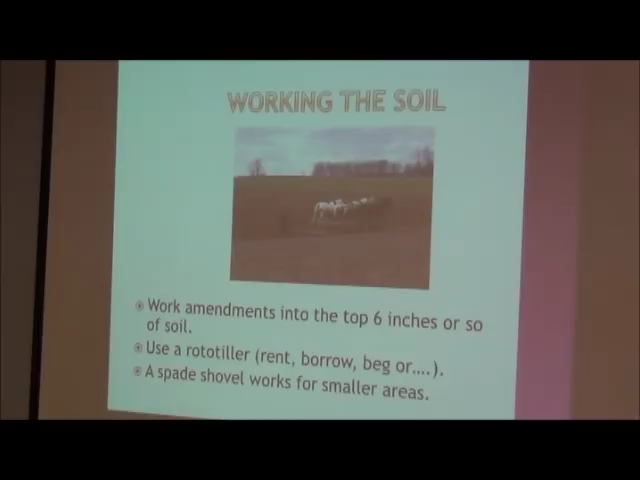 WORKING THE SOIL
Work amendments into the top 6 inches or so
of soil.
Use a rototiller (rent, borrow, beg or....).
A spade shovel works for smaller areas.